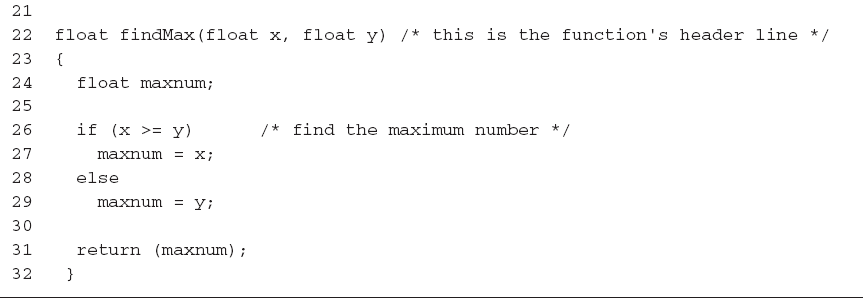 21
22 float findMax(float x, float y) /* this is the function's header line */
23 {
24 float maxnum;
25
26 if (x >= y) /* find the maximum number */
27 maxnum = x;
28 else
29 maxnum = y;
30
31 return (maxnum);
32 }